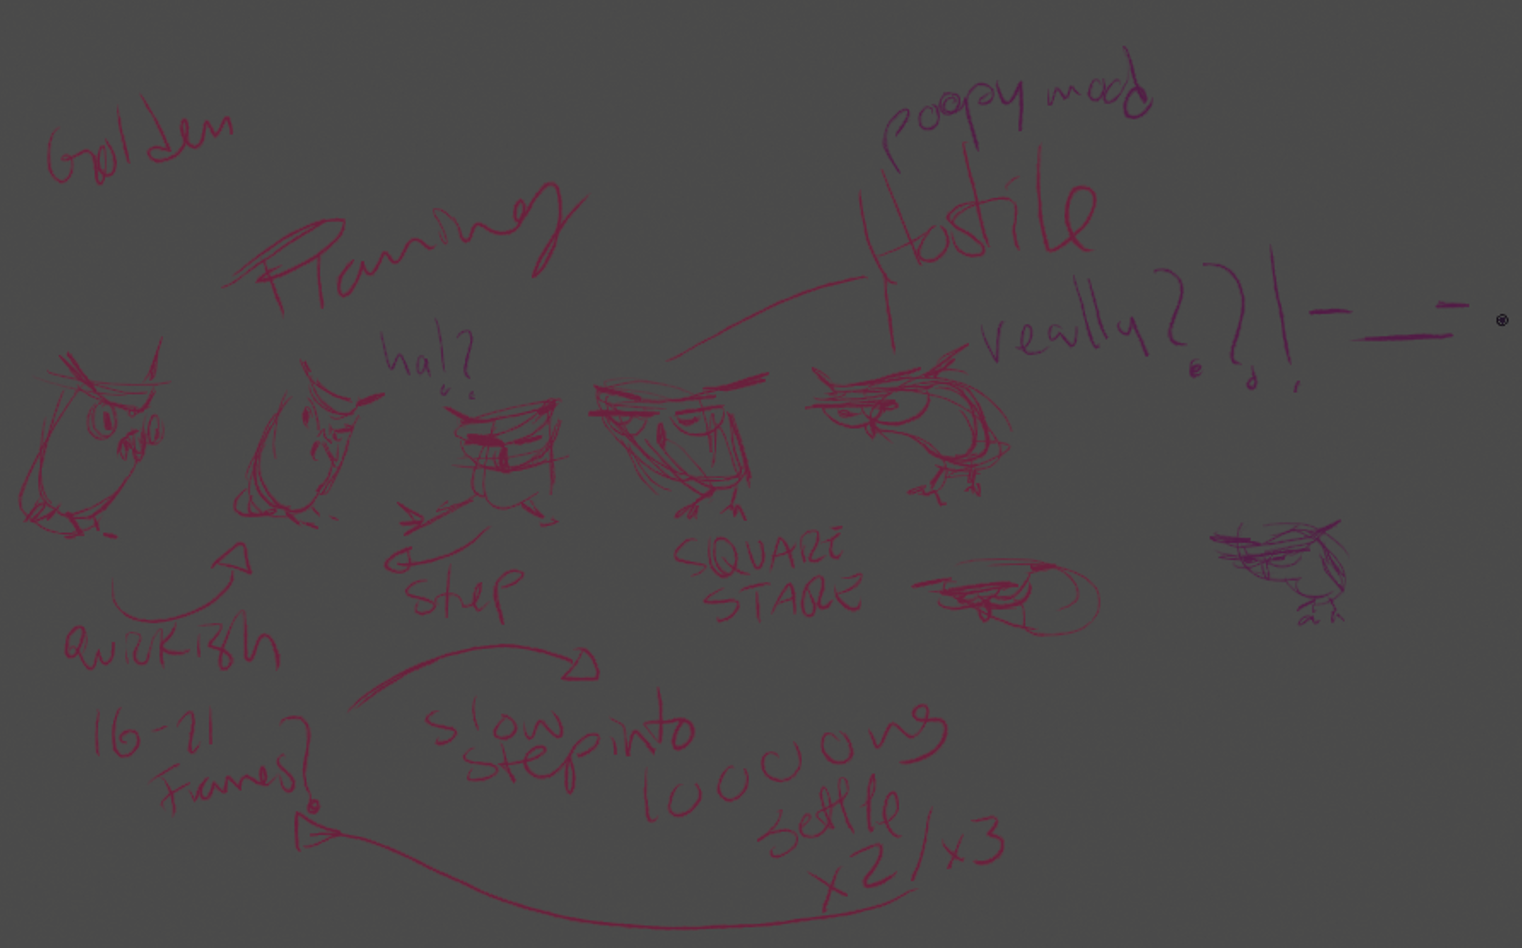 Golden
Planning
poopy mood
Hostile
really??! -__-
ha!?
SQUARE
STARE
step
QUICKISH
16-21
Frames?
slow
step into
loooong
settle
x2/x3